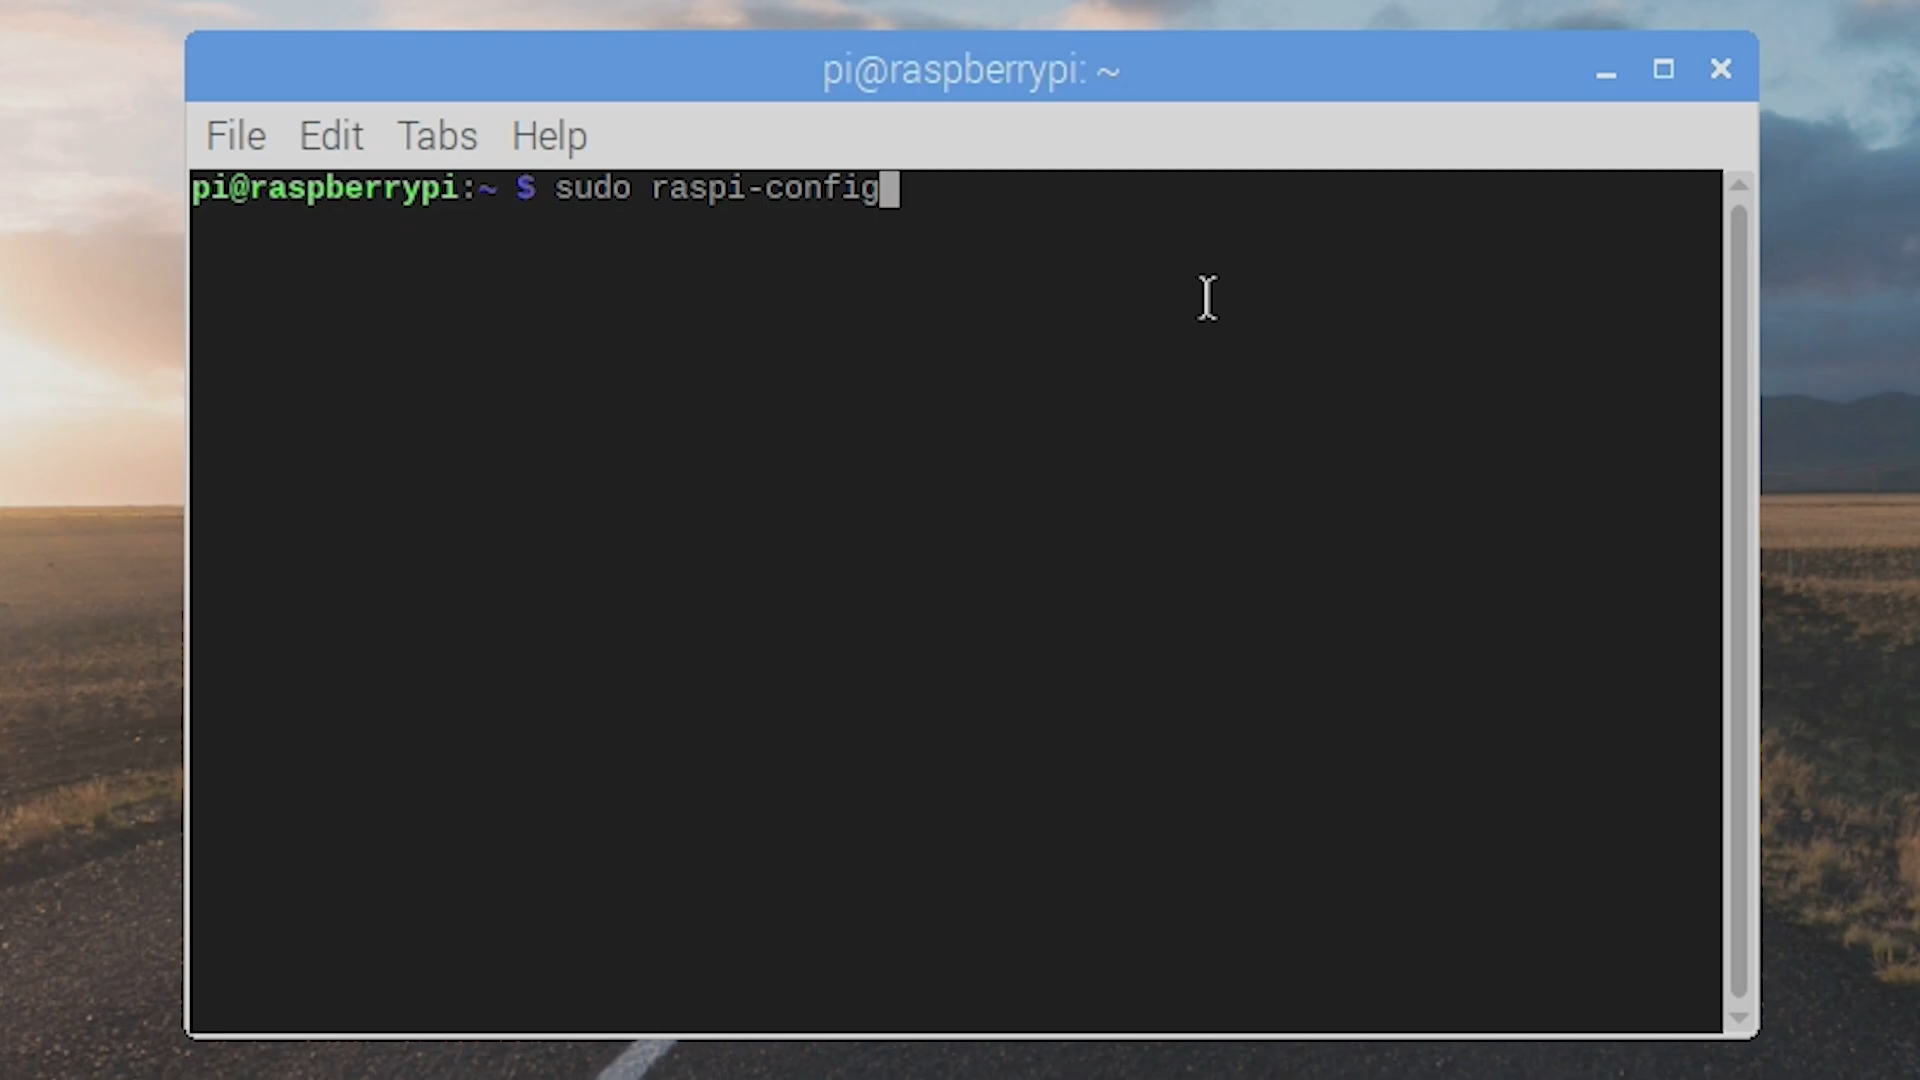 pi@raspberrypi: ~
File Edit Tabs Help
pi@raspberrypi:~ $ sudo raspi-config